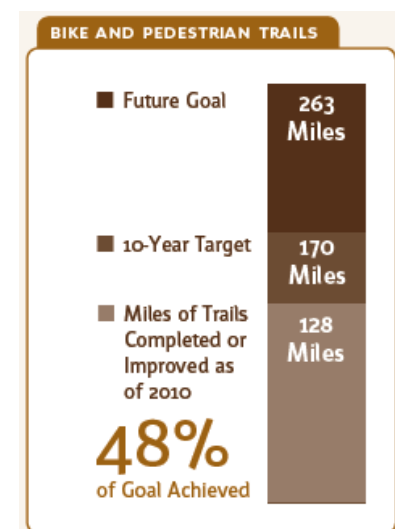 BIKE AND PEDESTRIAN TRAILS
Future Goal
263
Miles
10-Year Target
170
Miles
Miles of Trails
Completed or
Improved as
of 2010
128
Miles
48%
of Goal Achieved